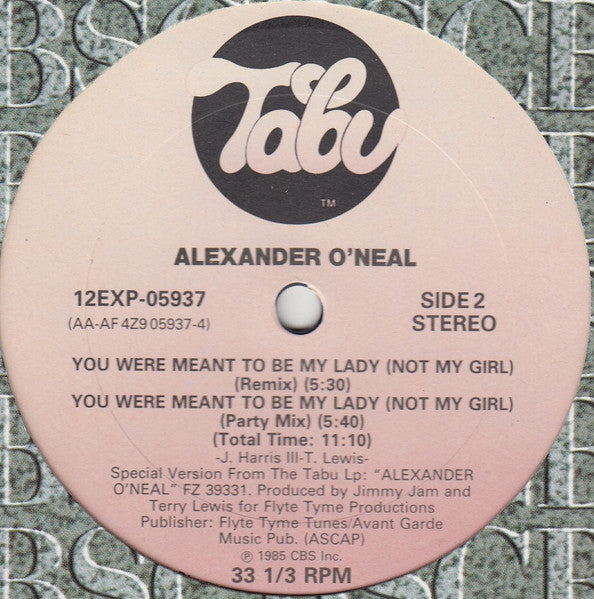 Tabu
TM
ALEXANDER O'NEAL
12EXP-05937
(AA-AF 4Z9 05937-4)
SIDE 2
STEREO
YOU WERE MEANT TO BE MY LADY (NOT MY GIRL)
(Remix) (5:30)
YOU WERE MEANT TO BE MY LADY (NOT MY GIRL)
(Party Mix) (5:40)
(Total Time: 11:10)
-J. Harris III-T. Lewis-
Special Version From The Tabu Lp: "ALEXANDER
O'NEAL" FZ 39331. Produced by Jimmy Jam and
Terry Lewis for Flyte Tyme Productions
Publisher: Flyte Tyme Tunes/Avant Garde
Music Pub. (ASCAP)
℗ 1985 CBS Inc.
33 1/3 RPM